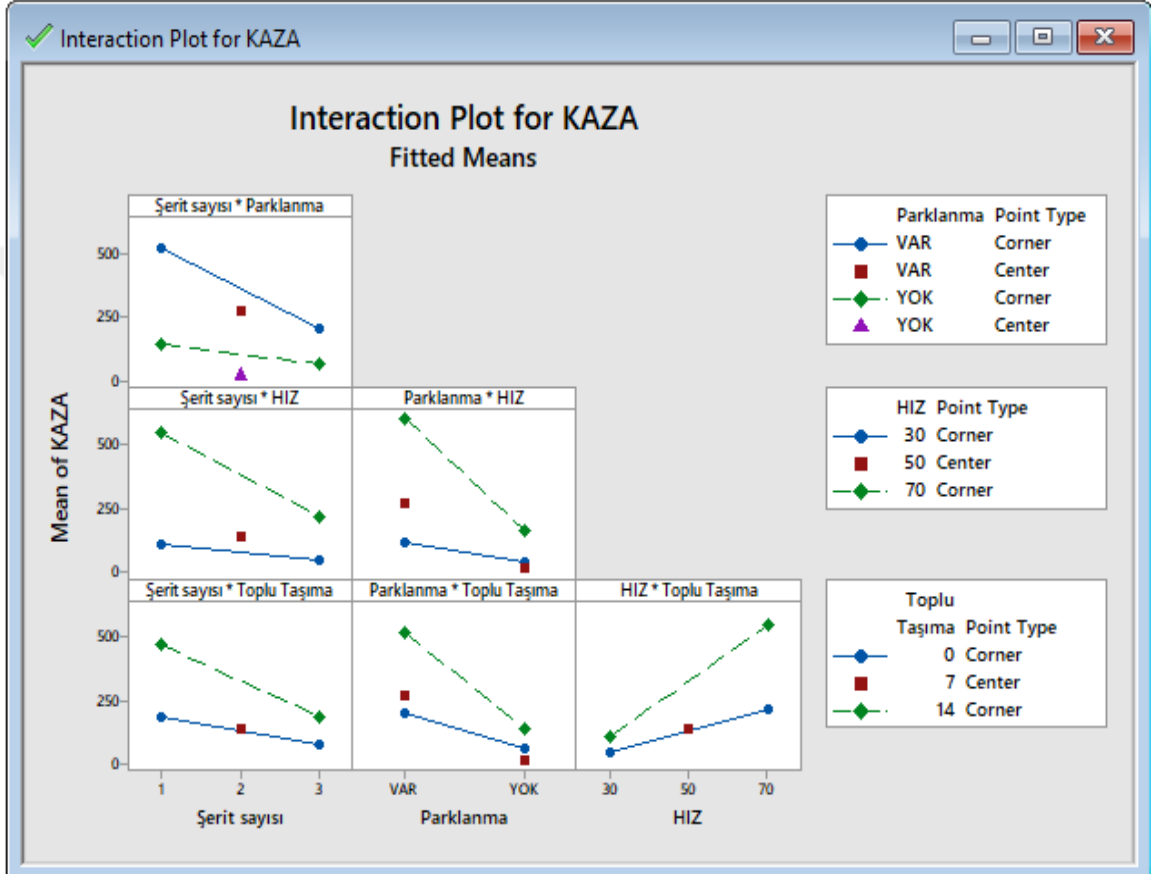 Interaction Plot for KAZA
Interaction Plot for KAZA
Fitted Means
Mean of KAZA
Şerit sayısı * Parklanma
500
250
0
Parklanma Point Type
VAR Corner
VAR Center
YOK Corner
YOK Center
Şerit sayısı * HIZ
Parklanma * HIZ
500
250
0
HIZ Point Type
30 Corner
50 Center
70 Corner
Şerit sayısı * Toplu Taşıma
Parklanma * Toplu Taşıma
HIZ * Toplu Taşıma
500
250
0
Toplu
Taşıma Point Type
0 Corner
7 Center
14 Corner
1 2 3
VAR YOK
30 50 70
Şerit sayısı
Parklanma
HIZ